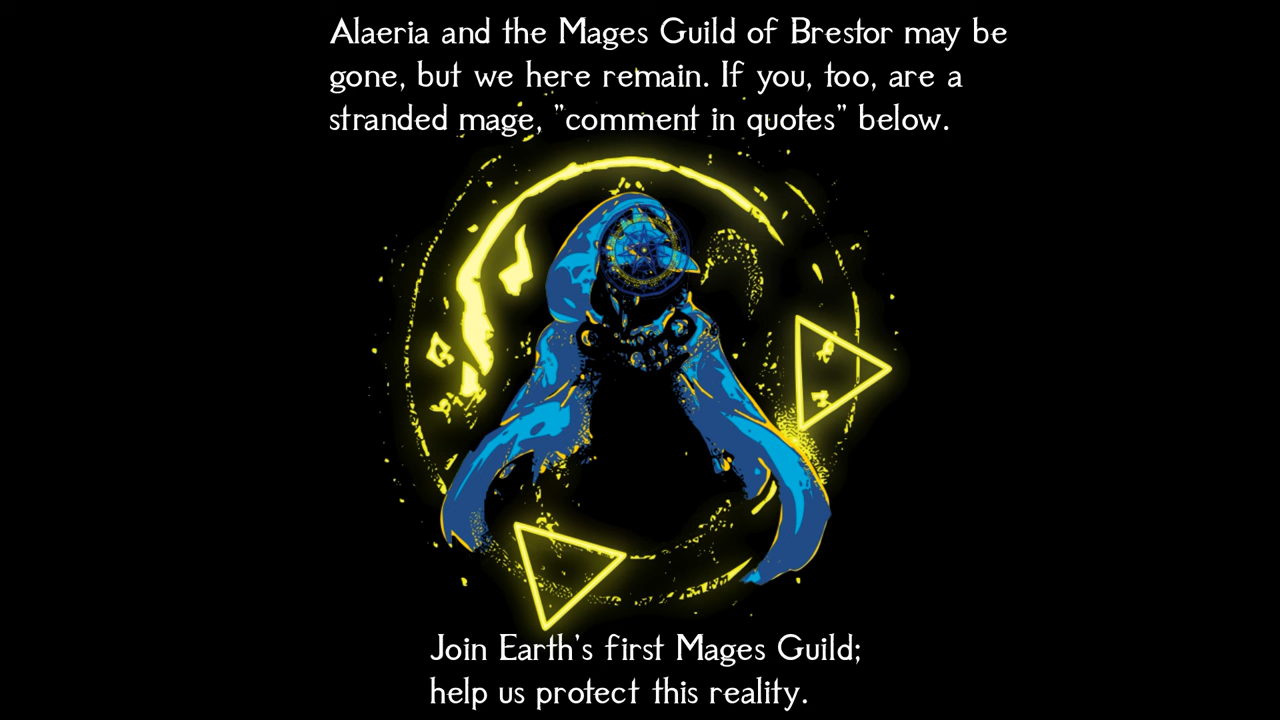 Alaeria and the Mages Guild of Brestor may be
gone, but we here remain. If you, too, are a
stranded mage, "comment in quotes" below.
Join Earth's first Mages Guild;
help us protect this reality.